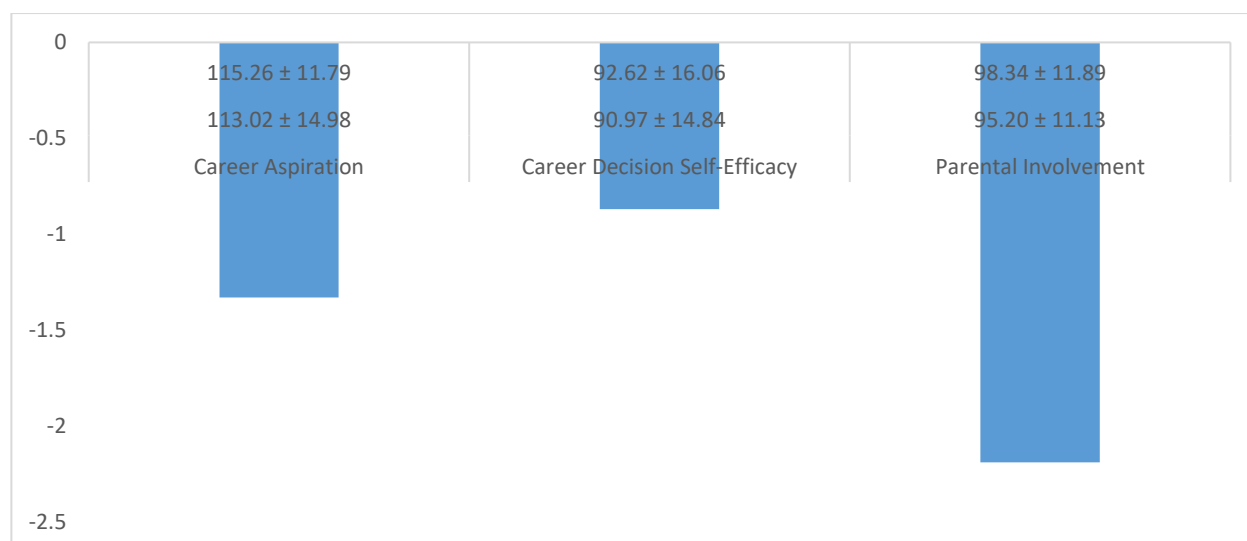 0
-0.5
-1
-1.5
-2
-2.5
115.26 ± 11.79 92.62 ± 16.06 98.34 ± 11.89
113.02 ± 14.98 90.97 ± 14.84 95.20 ± 11.13
Career Aspiration Career Decision Self-Efficacy Parental Involvement